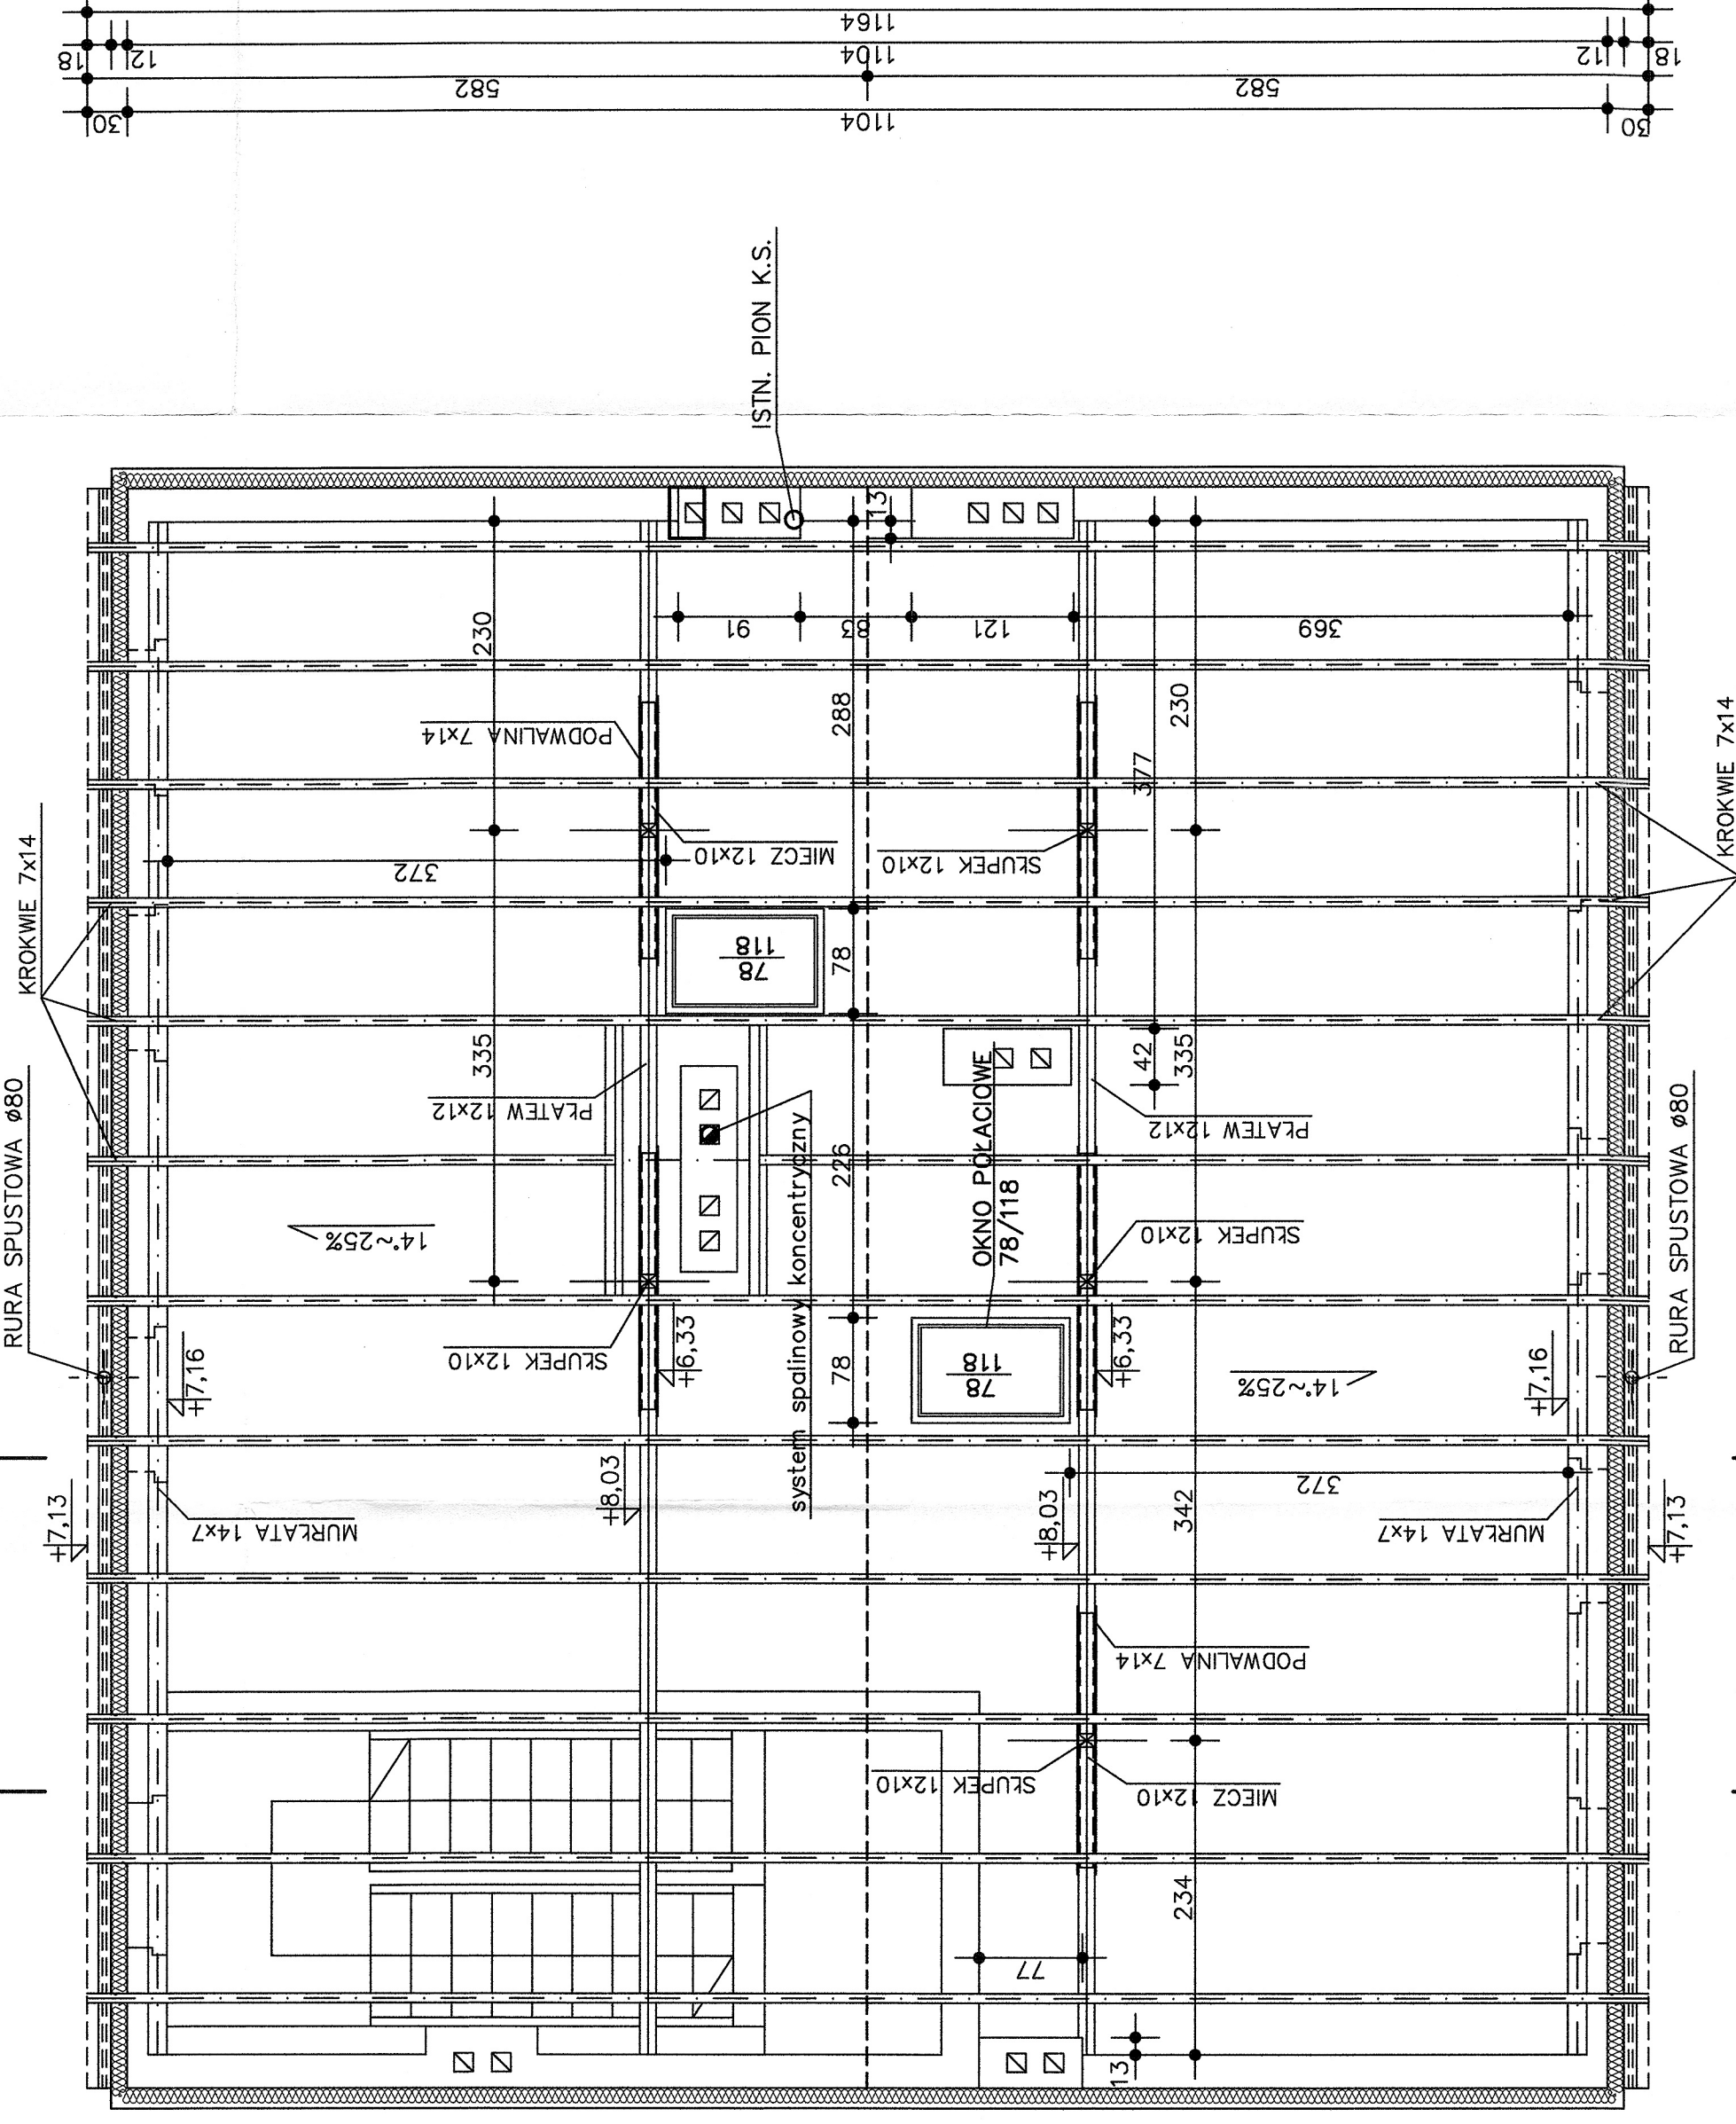 1164
18
12
1104
12
18
582
582
30
1104
30
ISTN. PION K.S.
13
230
91
83
121
369
288
230
PODWALINA 7x14
377
KROKWIE 7x14
KROKWIE 7x14
MIECZ 12x10
SŁUPEK 12x10
372
78
118
78
335
42
335
PŁATEW 12x12
PŁATEW 12x12
RURA SPUSTOWA ø80
RURA SPUSTOWA ø80
system spalinowy koncentryczny
226
OKNO POŁACIOWE
78/118
14°~25%
SŁUPEK 12x10
SŁUPEK 12x10
+7,16
+6,33
78
78
118
+6,33
14°~25%
+7,16
+7,13
MURŁATA 14x7
+8,03
+8,03
342
372
MURŁATA 14x7
+7,13
PODWALINA 7x14
SŁUPEK 12x10
MIECZ 12x10
234
77
13